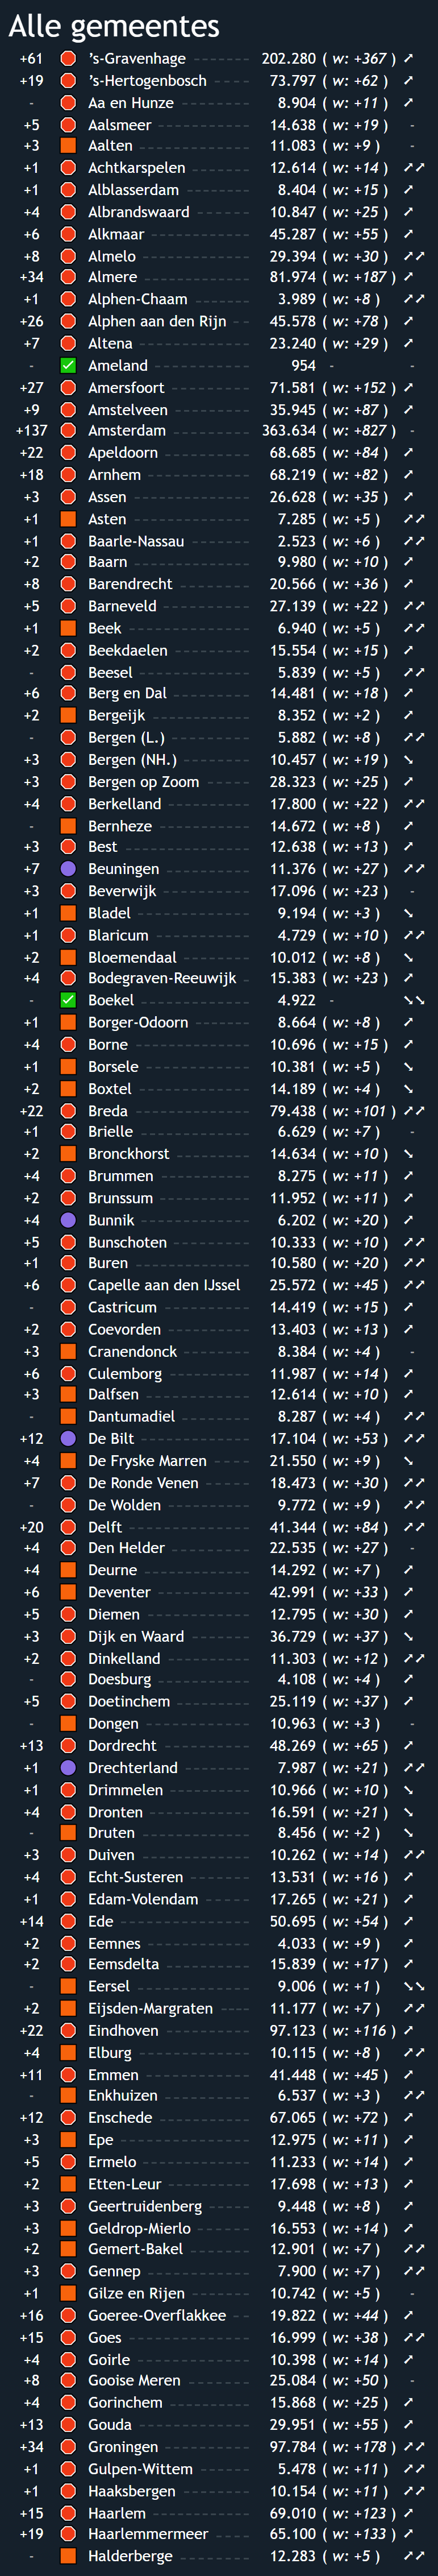 Alle gemeentes
+61 's-Gravenhage 202.280 ( w: +367 )
+19 's-Hertogenbosch 73.797 ( w: +62 )
- Aa en Hunze 8.904 ( w: +11 )
+5 Aalsmeer 14.638 ( w: +19 ) -
+3 Aalten 11.083 ( w: +9 ) -
+1 Achtkarspelen 12.614 ( w: +14 )
+1 Alblasserdam 8.404 ( w: +15 )
+4 Albrandswaard 10.847 ( w: +25 )
+6 Alkmaar 45.287 ( w: +55 )
+8 Almelo 29.394 ( w: +30 )
+34 Almere 81.974 ( w: +187 )
+1 Alphen-Chaam 3.989 ( w: +8 )
+26 Alphen aan den Rijn 45.578 ( w: +78 )
+7 Altena 23.240 ( w: +29 )
- Ameland 954 - -
+27 Amersfoort 71.581 ( w: +152 )
+9 Amstelveen 35.945 ( w: +87 )
+137 Amsterdam 363.634 ( w: +827 ) -
+22 Apeldoorn 68.685 ( w: +84 )
+18 Arnhem 68.219 ( w: +82 )
+3 Assen 26.628 ( w: +35 )
+1 Asten 7.285 ( w: +5 )
+1 Baarle-Nassau 2.523 ( w: +6 )
+2 Baarn 9.980 ( w: +10 )
+8 Barendrecht 20.566 ( w: +36 )
+5 Barneveld 27.139 ( w: +22 )
+1 Beek 6.940 ( w: +5 )
+2 Beekdaelen 15.554 ( w: +15 )
- Beesel 5.839 ( w: +5 )
+6 Berg en Dal 14.481 ( w: +18 )
+2 Bergeijk 8.352 ( w: +2 )
- Bergen (L.) 5.882 ( w: +8 )
+3 Bergen (NH.) 10.457 ( w: +19 )
+3 Bergen op Zoom 28.323 ( w: +25 )
+4 Berkelland 17.800 ( w: +22 )
- Bernheze 14.672 ( w: +8 )
+3 Best 12.638 ( w: +13 )
+7 Beuningen 11.376 ( w: +27 )
+3 Beverwijk 17.096 ( w: +23 ) -
+1 Bladel 9.194 ( w: +3 )
+1 Blaricum 4.729 ( w: +10 )
+2 Bloemendaal 10.012 ( w: +8 )
+4 Bodegraven-Reeuwijk 15.383 ( w: +23 )
- Boekel 4.922 -
+1 Borger-Odoorn 8.664 ( w: +8 )
+4 Borne 10.696 ( w: +15 )
+1 Borsele 10.381 ( w: +5 )
+2 Boxtel 14.189 ( w: +4 )
+22 Breda 79.438 ( w: +101 )
+1 Brielle 6.629 ( w: +7 ) -
+2 Bronckhorst 14.634 ( w: +10 )
+4 Brummen 8.275 ( w: +11 )
+2 Brunssum 11.952 ( w: +11 )
+4 Bunnik 6.202 ( w: +20 )
+5 Bunschoten 10.333 ( w: +10 )
+1 Buren 10.580 ( w: +20 )
+6 Capelle aan den IJssel 25.572 ( w: +45 )
- Castricum 14.419 ( w: +15 )
+2 Coevorden 13.403 ( w: +13 )
+3 Cranendonck 8.384 ( w: +4 ) -
+6 Culemborg 11.987 ( w: +14 )
+3 Dalfsen 12.614 ( w: +10 )
- Dantumadiel 8.287 ( w: +4 )
+12 De Bilt 17.104 ( w: +53 )
+4 De Fryske Marren 21.550 ( w: +9 )
+7 De Ronde Venen 18.473 ( w: +30 )
- De Wolden 9.772 ( w: +9 )
+20 Delft 41.344 ( w: +84 )
+4 Den Helder 22.535 ( w: +27 ) -
+4 Deurne 14.292 ( w: +7 )
+6 Deventer 42.991 ( w: +33 )
+5 Diemen 12.795 ( w: +30 )
+3 Dijk en Waard 36.729 ( w: +37 )
+2 Dinkelland 11.303 ( w: +12 )
- Doesburg 4.108 ( w: +4 )
+5 Doetinchem 25.119 ( w: +37 )
- Dongen 10.963 ( w: +3 ) -
+13 Dordrecht 48.269 ( w: +65 )
+1 Drechterland 7.987 ( w: +21 )
+1 Drimmelen 10.966 ( w: +10 )
+4 Dronten 16.591 ( w: +21 )
- Druten 8.456 ( w: +2 )
+3 Duiven 10.262 ( w: +14 )
+4 Echt-Susteren 13.531 ( w: +16 )
+1 Edam-Volendam 17.265 ( w: +21 )
+14 Ede 50.695 ( w: +54 )
+2 Eemnes 4.033 ( w: +9 )
+2 Eemsdelta 15.839 ( w: +17 )
- Eersel 9.006 ( w: +1 )
+2 Eijsden-Margraten 11.177 ( w: +7 )
+22 Eindhoven 97.123 ( w: +116 )
+4 Elburg 10.115 ( w: +8 )
+11 Emmen 41.448 ( w: +45 )
- Enkhuizen 6.537 ( w: +3 )
+12 Enschede 67.065 ( w: +72 )
+3 Epe 12.975 ( w: +11 )
+5 Ermelo 11.233 ( w: +14 )
+2 Etten-Leur 17.698 ( w: +13 )
+3 Geertruidenberg 9.448 ( w: +8 )
+3 Geldrop-Mierlo 16.553 ( w: +14 )
+2 Gemert-Bakel 12.901 ( w: +7 )
+3 Gennep 7.900 ( w: +7 )
+1 Gilze en Rijen 10.742 ( w: +5 ) -
+16 Goeree-Overflakkee 19.822 ( w: +44 )
+15 Goes 16.999 ( w: +38 )
+4 Goirle 10.398 ( w: +14 )
+8 Gooise Meren 25.084 ( w: +50 ) -
+4 Gorinchem 15.868 ( w: +25 )
+13 Gouda 29.951 ( w: +55 )
+34 Groningen 97.784 ( w: +178 )
+1 Gulpen-Wittem 5.478 ( w: +11 )
+1 Haaksbergen 10.154 ( w: +11 )
+15 Haarlem 69.010 ( w: +123 )
+19 Haarlemmermeer 65.100 ( w: +133 )
- Halderberge 12.283 ( w: +5 )